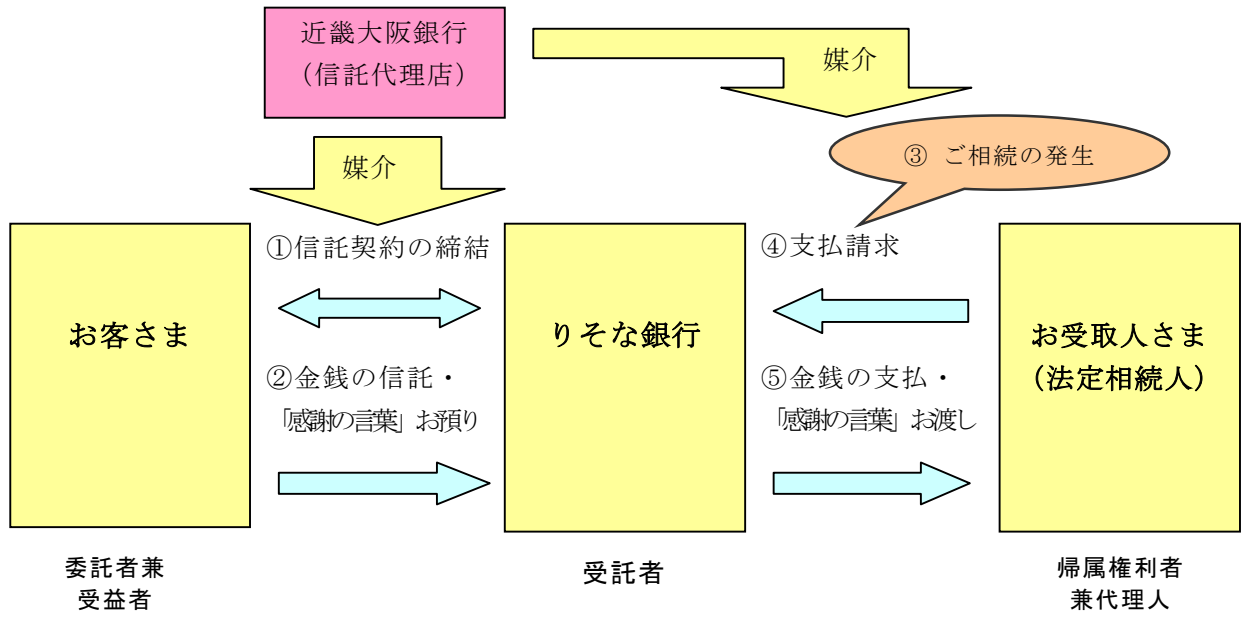 近畿大阪銀行
（信託代理店）
媒介
媒介
③ ご相続の発生
①信託契約の締結
④支払請求
お客さま
りそな銀行
お受取人さま
（法定相続人）
②金銭の信託・
「感謝の言葉」お預り
⑤金銭の支払・
「感謝の言葉」お渡し
委託者兼
受益者
受託者
帰属権利者
兼代理人